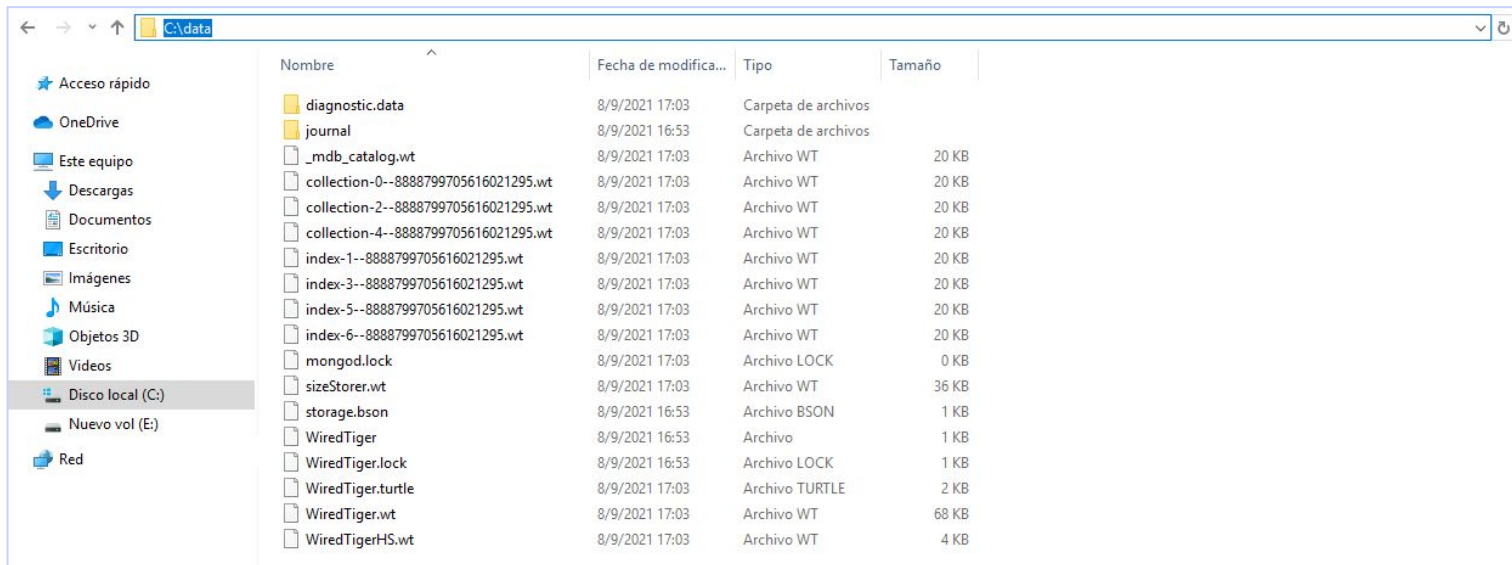 C:\data
Acceso rápido
OneDrive
Este equipo
Descargas
Documentos
Escritorio
Imágenes
Música
Objetos 3D
Videos
Disco local (C:)
Nuevo vol (E:)
Red
Nombre Fecha de modifica... Tipo Tamaño
diagnostic.data 8/9/2021 17:03 Carpeta de archivos
journal 8/9/2021 16:53 Carpeta de archivos
_mdb_catalog.wt 8/9/2021 17:03 Archivo WT 20 KB
collection-0--8888799705616021295.wt 8/9/2021 17:03 Archivo WT 20 KB
collection-2--8888799705616021295.wt 8/9/2021 17:03 Archivo WT 20 KB
collection-4--8888799705616021295.wt 8/9/2021 17:03 Archivo WT 20 KB
index-1--8888799705616021295.wt 8/9/2021 17:03 Archivo WT 20 KB
index-3--8888799705616021295.wt 8/9/2021 17:03 Archivo WT 20 KB
index-5--8888799705616021295.wt 8/9/2021 17:03 Archivo WT 20 KB
index-6--8888799705616021295.wt 8/9/2021 17:03 Archivo WT 20 KB
mongod.lock 8/9/2021 17:03 Archivo LOCK 0 KB
sizeStorer.wt 8/9/2021 17:03 Archivo WT 36 KB
storage.bson 8/9/2021 16:53 Archivo BSON 1 KB
WiredTiger 8/9/2021 16:53 Archivo 1 KB
WiredTiger.lock 8/9/2021 16:53 Archivo LOCK 1 KB
WiredTiger.turtle 8/9/2021 17:03 Archivo TURTLE 2 KB
WiredTiger.wt 8/9/2021 17:03 Archivo WT 68 KB
WiredTigerHS.wt 8/9/2021 17:03 Archivo WT 4 KB